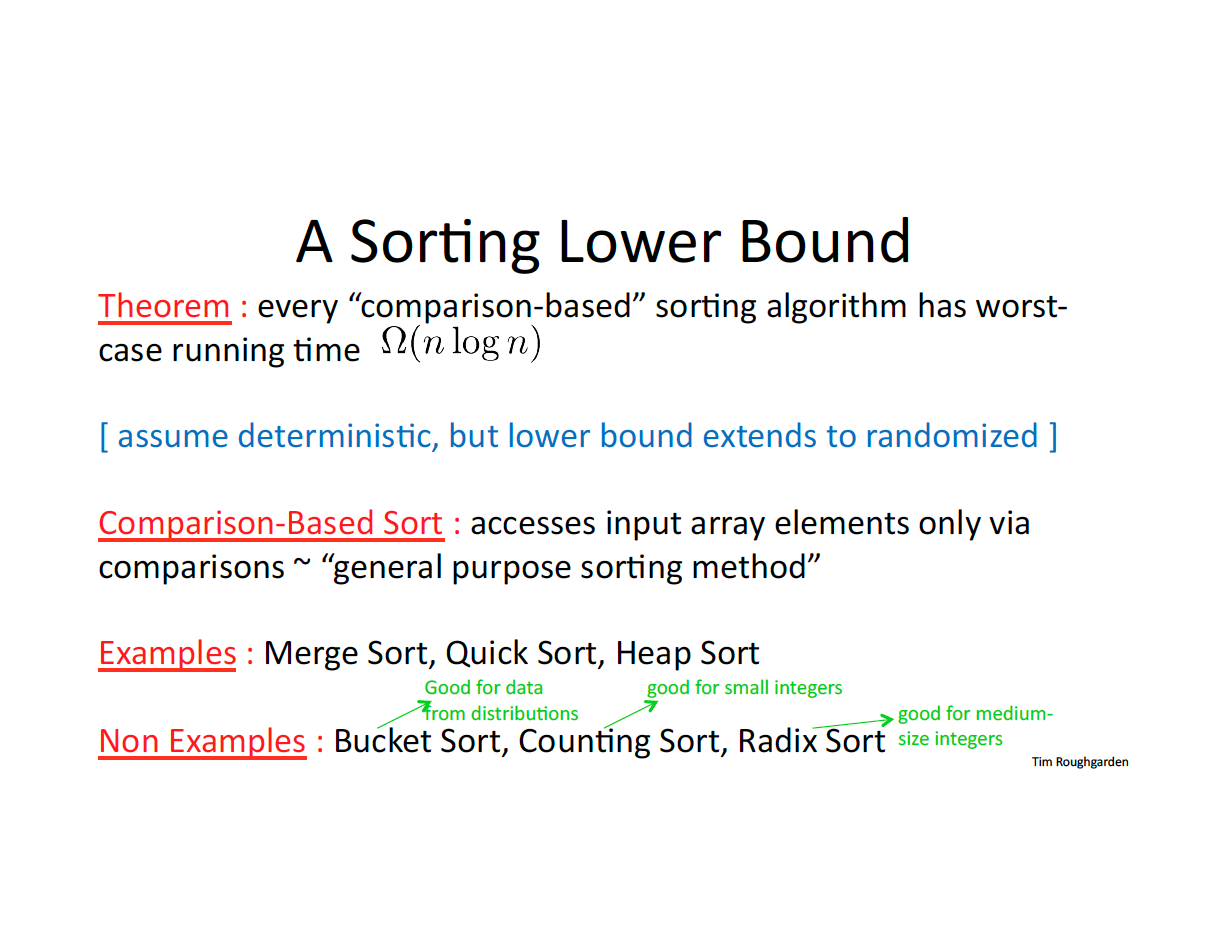 A Sorting Lower Bound
Theorem : every “comparison-based” sorting algorithm has worst-
case running time Ω(n log n)
[ assume deterministic, but lower bound extends to randomized ]
Comparison-Based Sort : accesses input array elements only via
comparisons ~ “general purpose sorting method”
Examples : Merge Sort, Quick Sort, Heap Sort
Good for data
from distributions
good for small integers
good for medium-
size integers
Non Examples : Bucket Sort, Counting Sort, Radix Sort
Tim Roughgarden